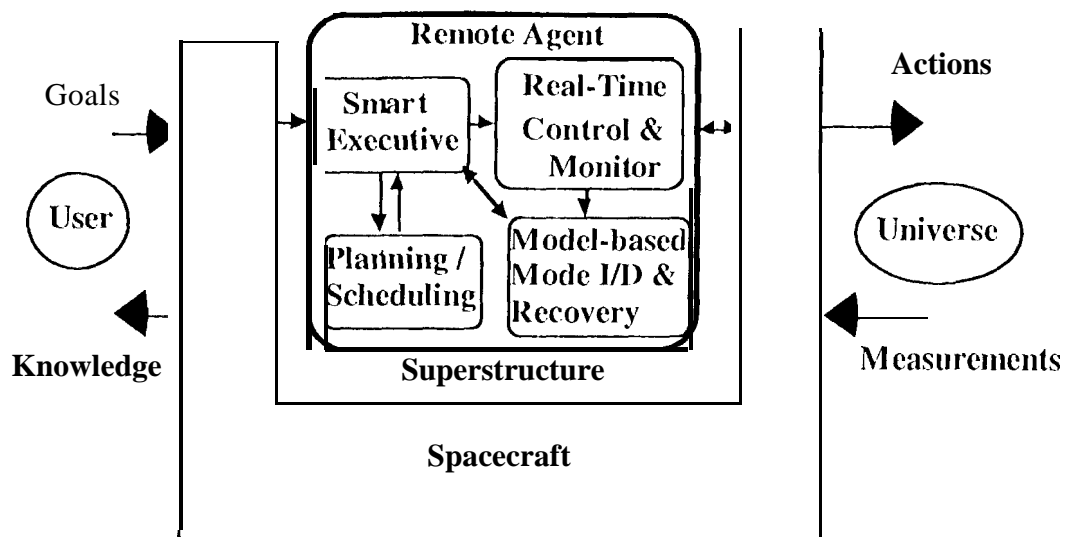 Remote Agent
Goals
Smart
Executive
Real-Time
Control &
Monitor
Actions
User
Planning /
Scheduling
Model-based
Mode I/D &
Recovery
Universe
Knowledge
Superstructure
Measurements
Spacecraft